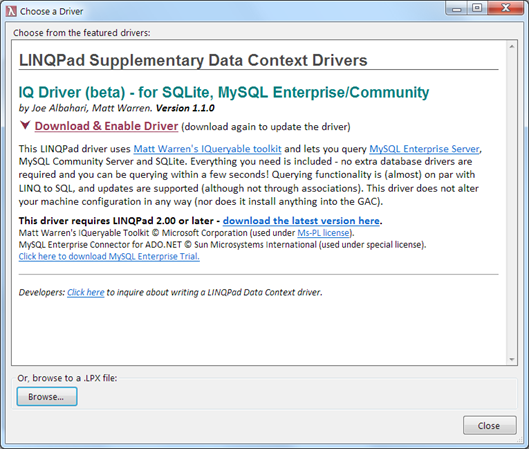 Choose a Driver
Choose from the featured drivers:
LINQPad Supplementary Data Context Drivers
IQ Driver (beta) - for SQLite, MySQL Enterprise/Community
by Joe Albahari, Matt Warren. Version 1.1.0
Download & Enable Driver (download again to update the driver)
This LINQPad driver uses Matt Warren's IQueryable toolkit and lets you query MySQL Enterprise Server,
MySQL Community Server and SQLite. Everything you need is included - no extra database drivers are
required and you can be querying within a few seconds! Querying functionality is (almost) on par with
LINQ to SQL, and updates are supported (although not through associations). This driver does not alter
your machine configuration in any way (nor does it install anything into the GAC).
This driver requires LINQPad 2.00 or later - download the latest version here.
Matt Warren's IQueryable Toolkit © Microsoft Corporation (used under Ms-PL license).
MySQL Enterprise Connector for ADO.NET © Sun Microsystems International (used under special license).
Click here to download MySQL Enterprise Trial.
Developers: Click here to inquire about writing a LINQPad Data Context driver.
Or, browse to a .LPX file:
Browse...
Close